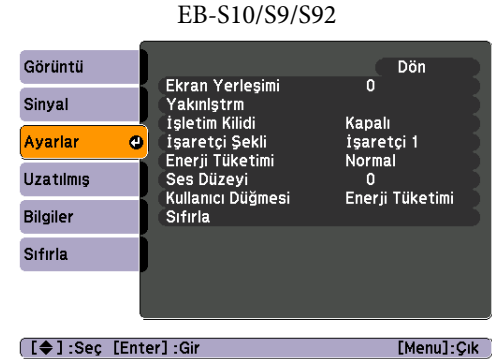 EB-S10/S9/S92
Görüntü
Sinyal
Ayarlar
Uzatılmış
Bilgiler
Sıfırla
Dön
Ekran Yerleşimi 0
Yakınlştrm
İşletim Kilidi Kapalı
İşaretçi Şekli İşaretçi 1
Enerji Tüketimi Normal
Ses Düzeyi 0
Kullanıcı Düğmesi Enerji Tüketimi
Sıfırla
[◆] :Seç [Enter] :Gir [Menu]:Çık